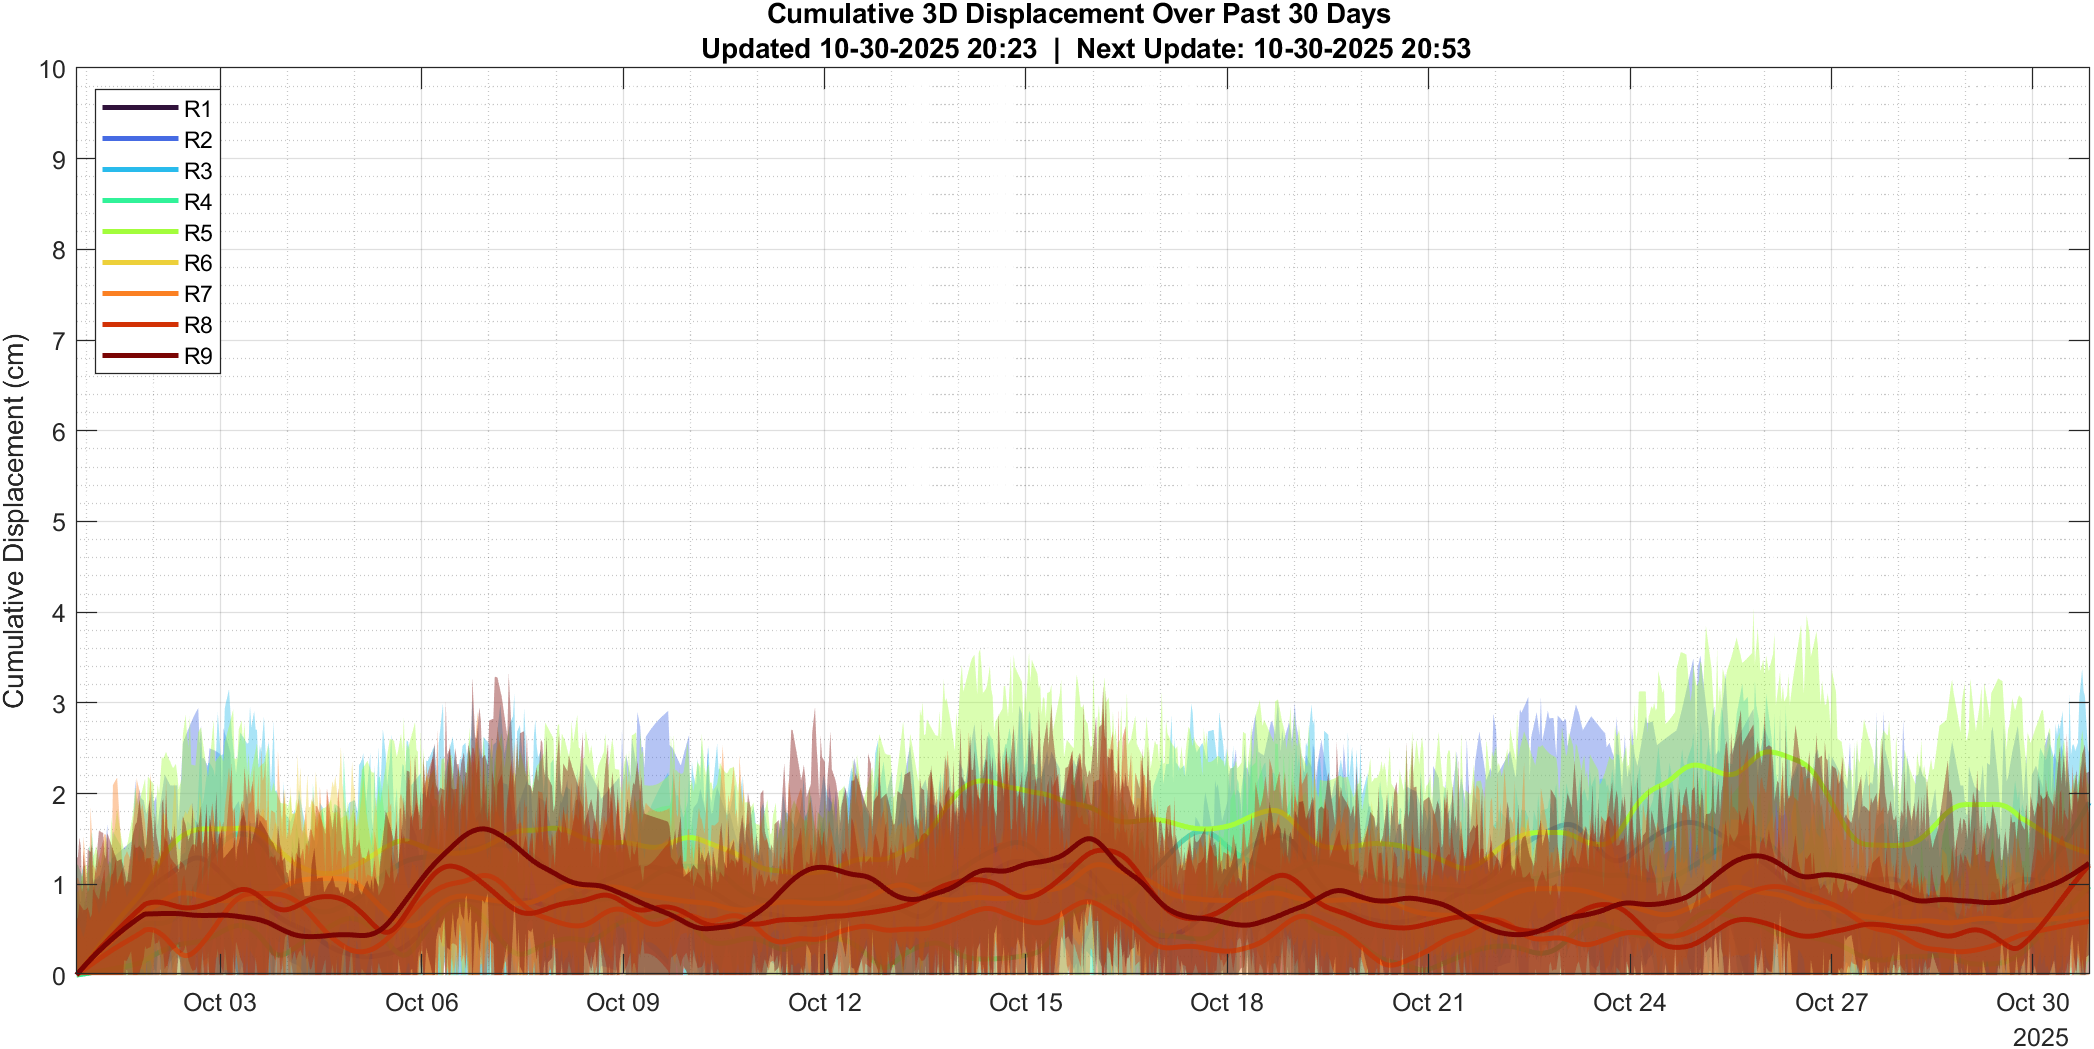 Cumulative 3D Displacement Over Past 30 Days
Updated 10-30-2025 20:23 | Next Update: 10-30-2025 20:53
10
9
8
7
6
5
4
3
2
1
0
Cumulative Displacement (cm)
R1
R2
R3
R4
R5
R6
R7
R8
R9
Oct 03
Oct 06
Oct 09
Oct 12
Oct 15
Oct 18
Oct 21
Oct 24
Oct 27
Oct 30
2025